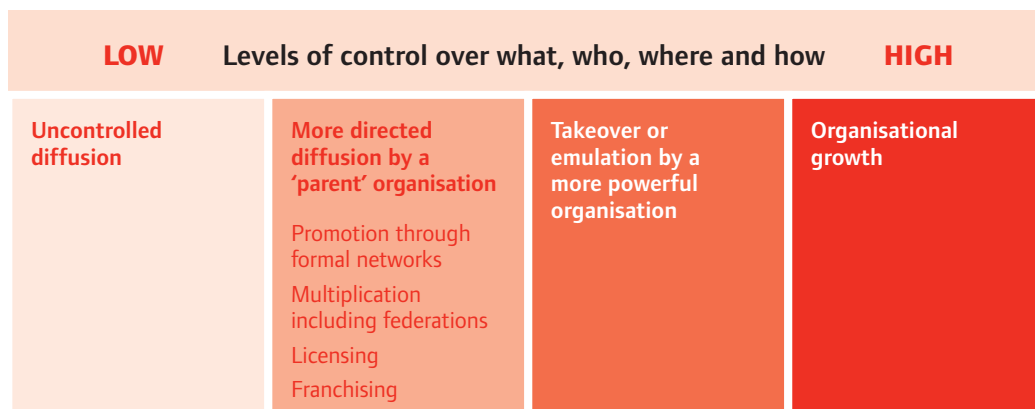 LOW Levels of control over what, who, where and how HIGH
Uncontrolled
diffusion
More directed
diffusion by a
‘parent’ organisation
Promotion through
formal networks
Multiplication
including federations
Licensing
Franchising
Takeover or
emulation by a
more powerful
organisation
Organisational
growth